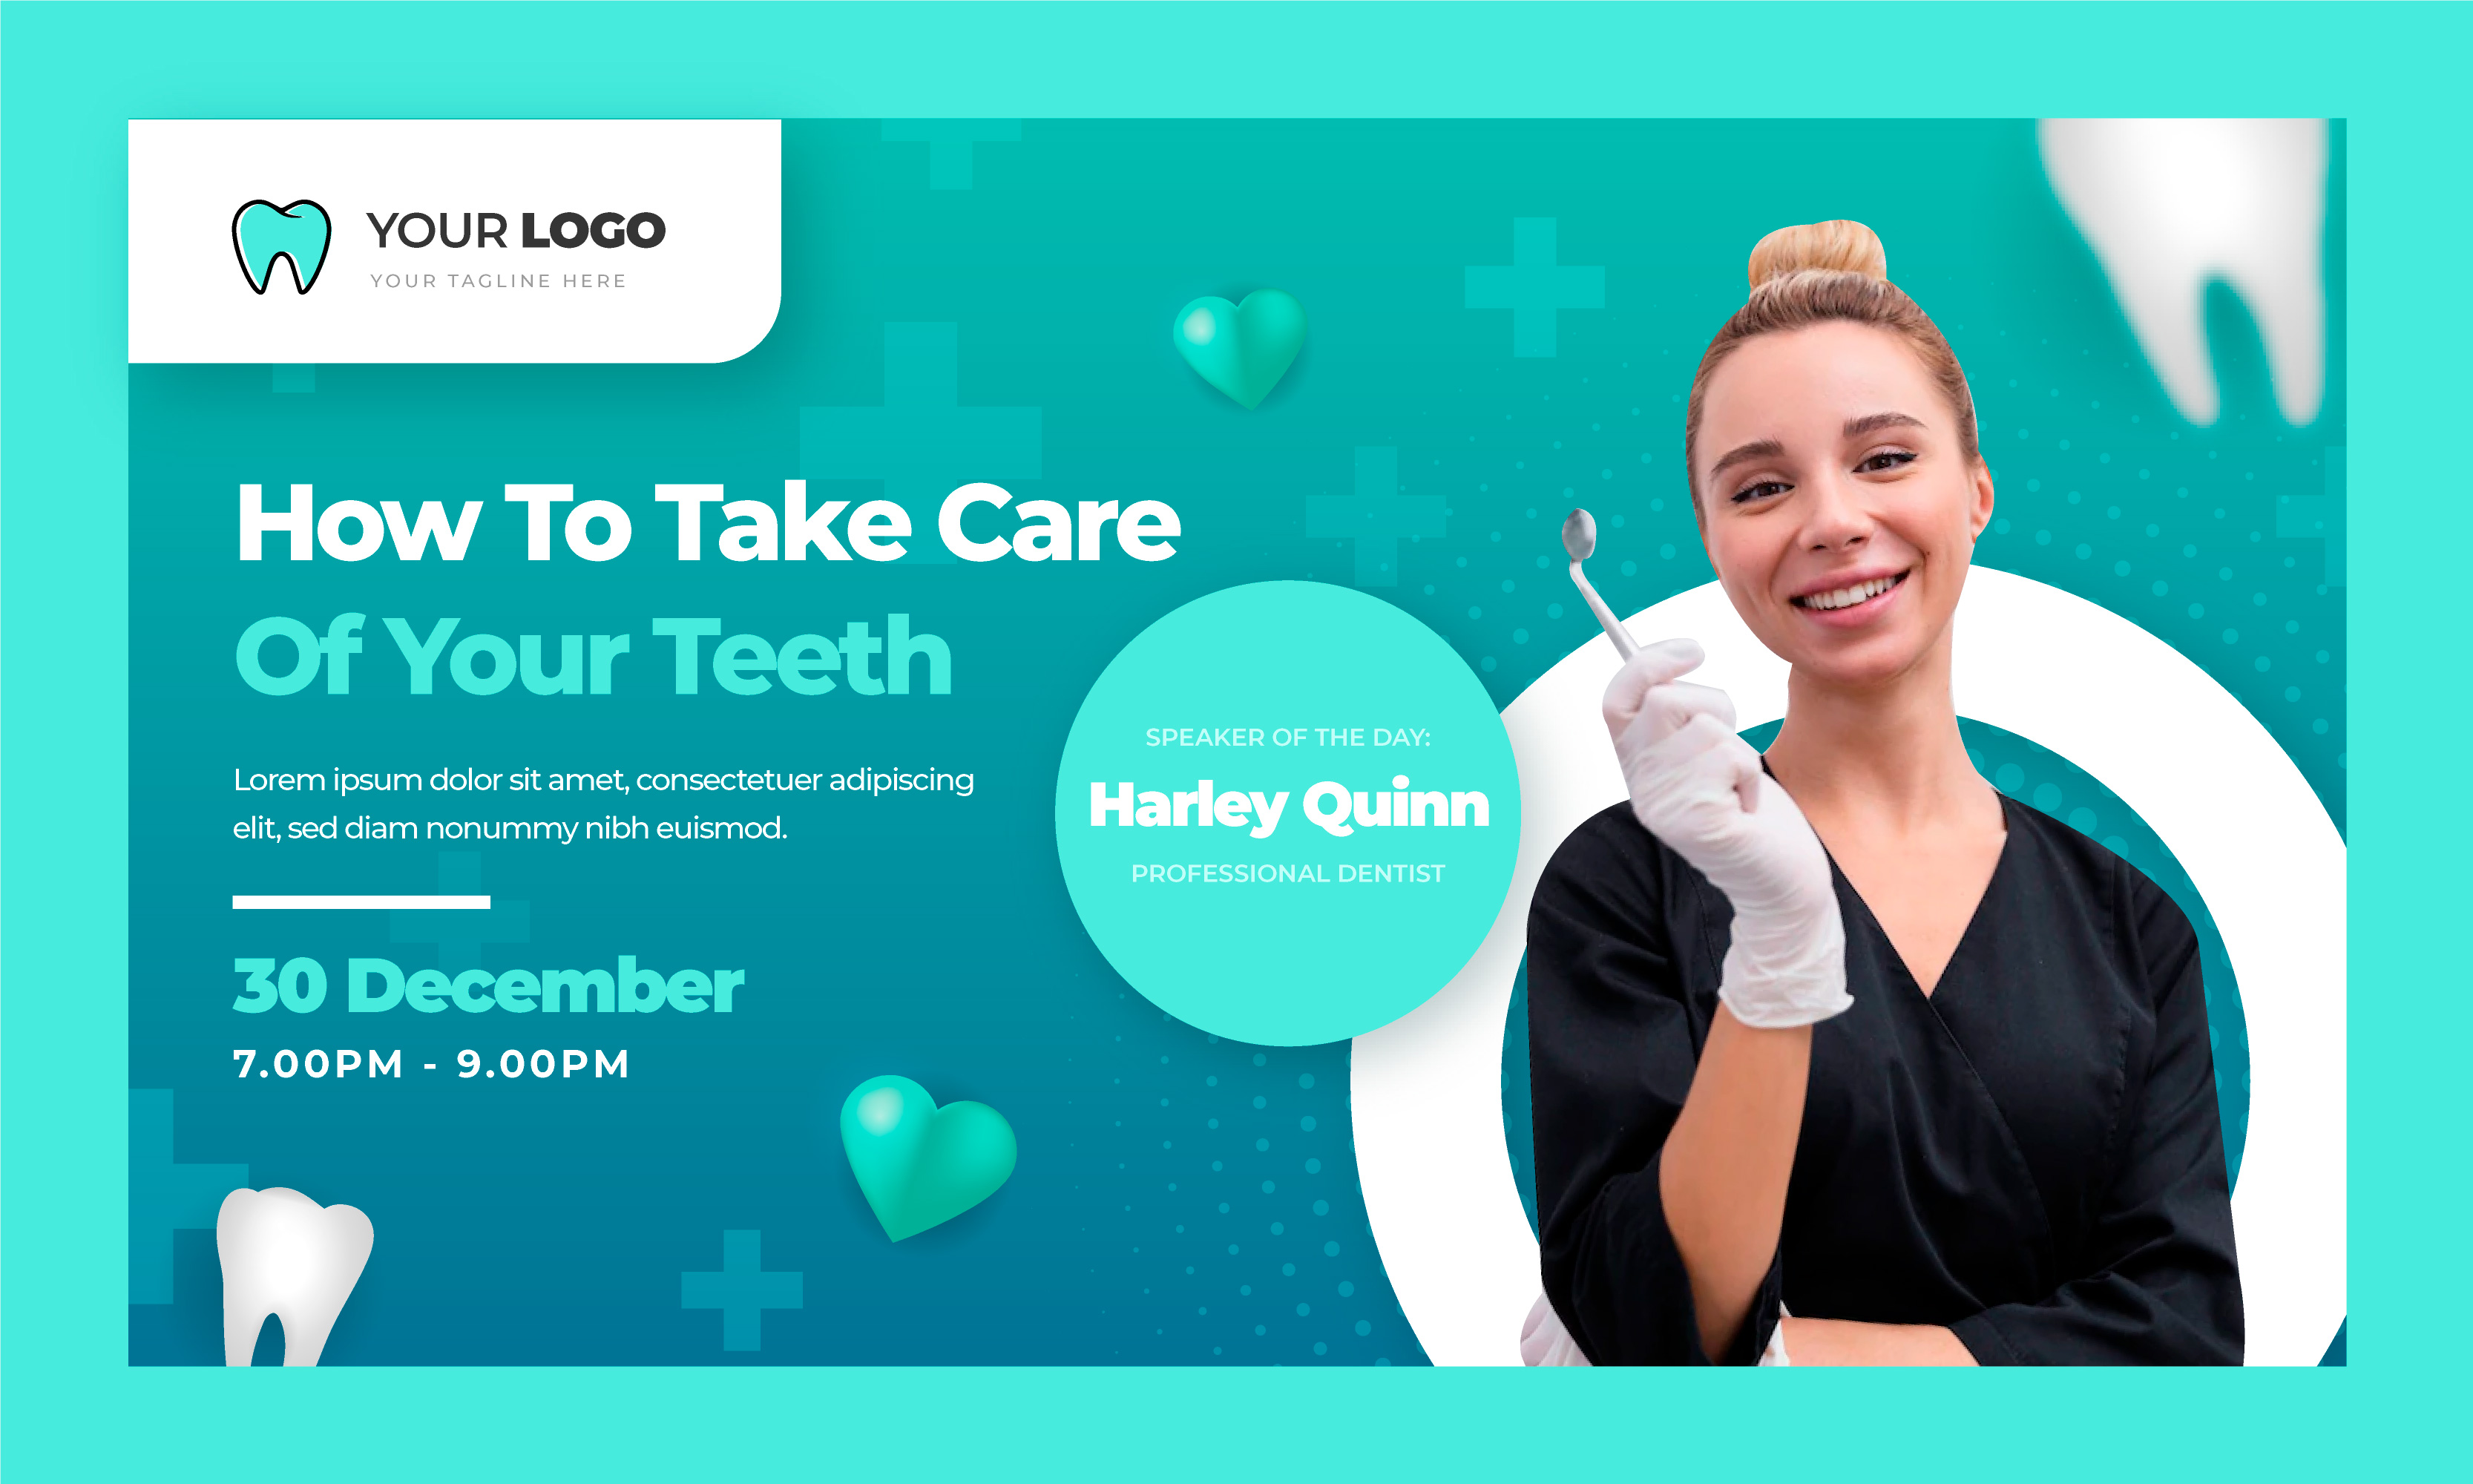 YOUR LOGO
YOUR TAGLINE HERE
How To Take Care
Of Your Teeth
Lorem ipsum dolor sit amet, consectetuer adipiscing
elit, sed diam nonummy nibh euismod.
30 December
7.00PM - 9.00PM
SPEAKER OF THE DAY:
Harley Quinn
PROFESSIONAL DENTIST